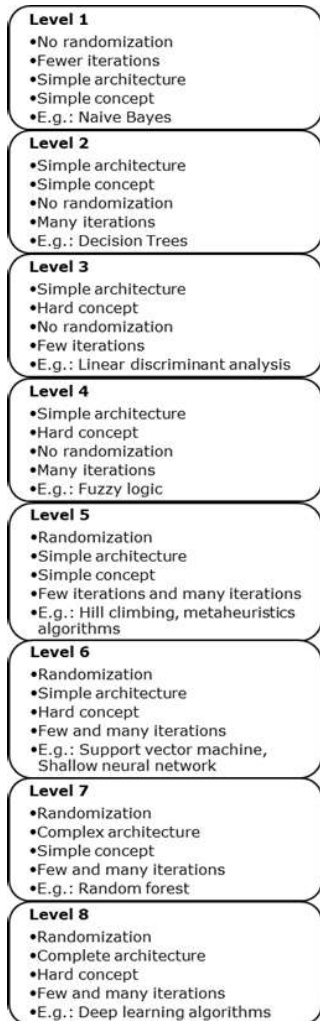 Level 1
•No randomization
•Fewer iterations
•Simple architecture
•Simple concept
•E.g.: Naive Bayes
Level 2
•Simple architecture
•Simple concept
•No randomization
•Many iterations
•E.g.: Decision Trees
Level 3
•Simple architecture
•Hard concept
•No randomization
•Few iterations
•E.g.: Linear discriminant analysis
Level 4
•Simple architecture
•Hard concept
•No randomization
•Many iterations
•E.g.: Fuzzy logic
Level 5
•Randomization
•Simple architecture
•Simple concept
•Few iterations and many iterations
•E.g.: Hill climbing, metaheuristics
algorithms
Level 6
•Randomization
•Simple architecture
•Hard concept
•Few and many iterations
•E.g.: Support vector machine,
Shallow neural network
Level 7
•Randomization
•Complex architecture
•Simple concept
•Few and many iterations
•E.g.: Random forest
Level 8
•Randomization
•Complete architecture
•Hard concept
•Few and many iterations
•E.g.: Deep learning algorithms